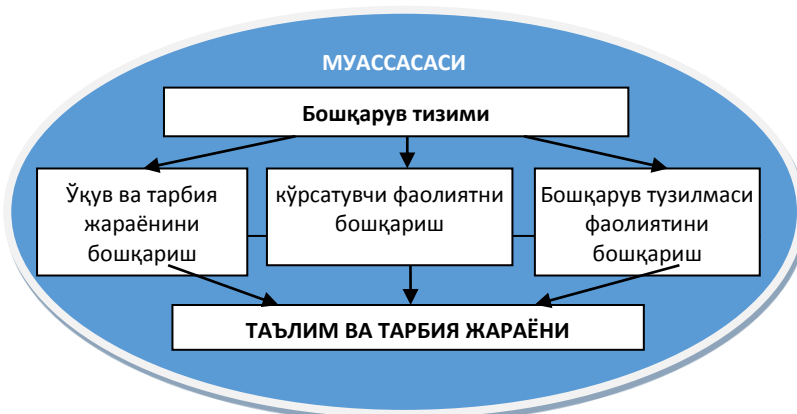 МУАССАСАСИ
Бошқарув тизими
Ўқув ва тарбия
жараёнини
бошқариш
кўрсатувчи фаолиятни
бошқариш
Бошқарув тузилмаси
фаолиятини
бошқариш
ТАЪЛИМ ВА ТАРБИЯ ЖАРАЁНИ